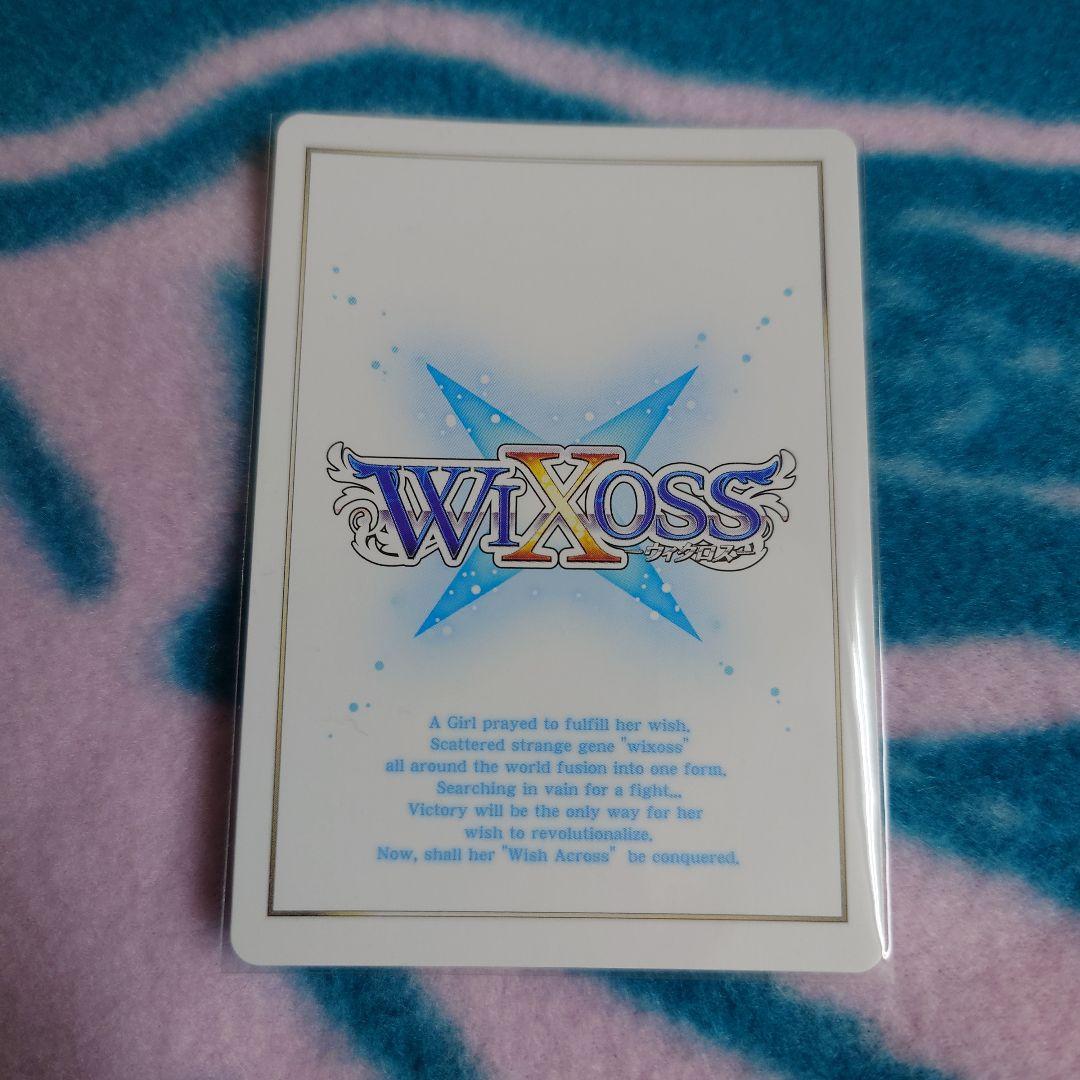 WIXOSS
-ウィクロス-
A Girl prayed to fulfill her wish.
Scattered strange gene "wixoss"
all around the world fusion into one form.
Searching in vain for a fight...
Victory will be the only way for her
wish to revolutionalize.
Now, shall her "Wish Across" be conquered.